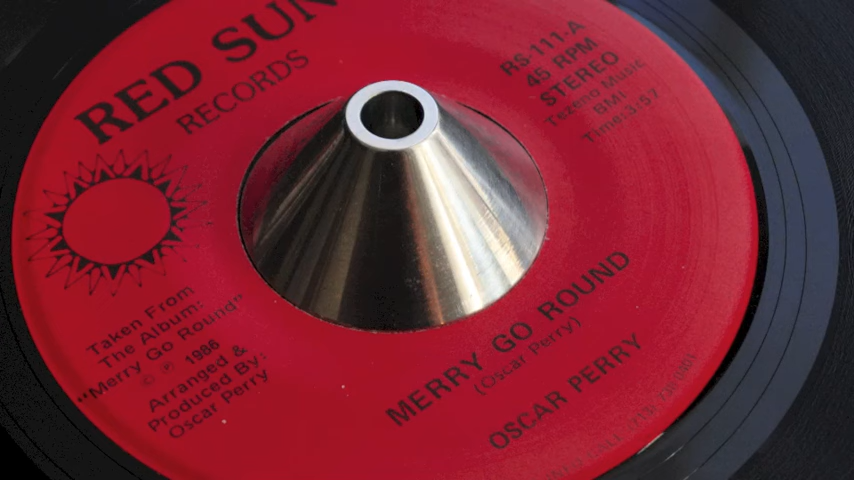 RED SUN
RECORDS
RS-111-A
45 RPM
STEREO
Tezeno Music
BMI
Time:3:57
Taken From
The Album:
"Merry Go Round"
© ℗ 1986
Arranged &
Produced By:
Oscar Perry
MERRY GO ROUND
(Oscar Perry)
OSCAR PERRY